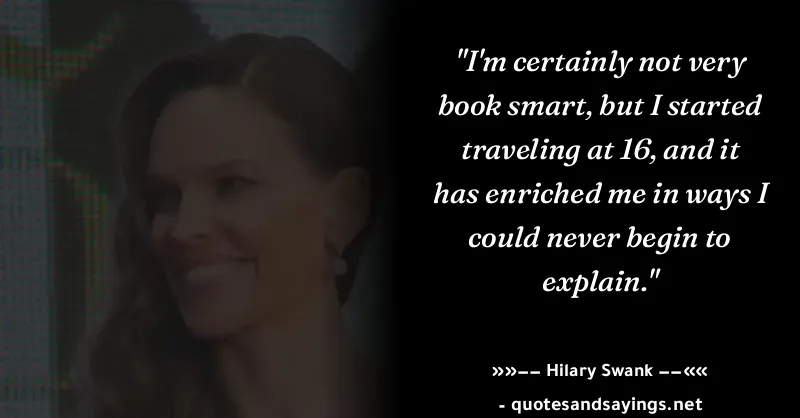 "I'm certainly not very
book smart, but I started
traveling at 16, and it
has enriched me in ways I
could never begin to
explain."
»»–– Hilary Swank ––««
- quotesandsayings.net